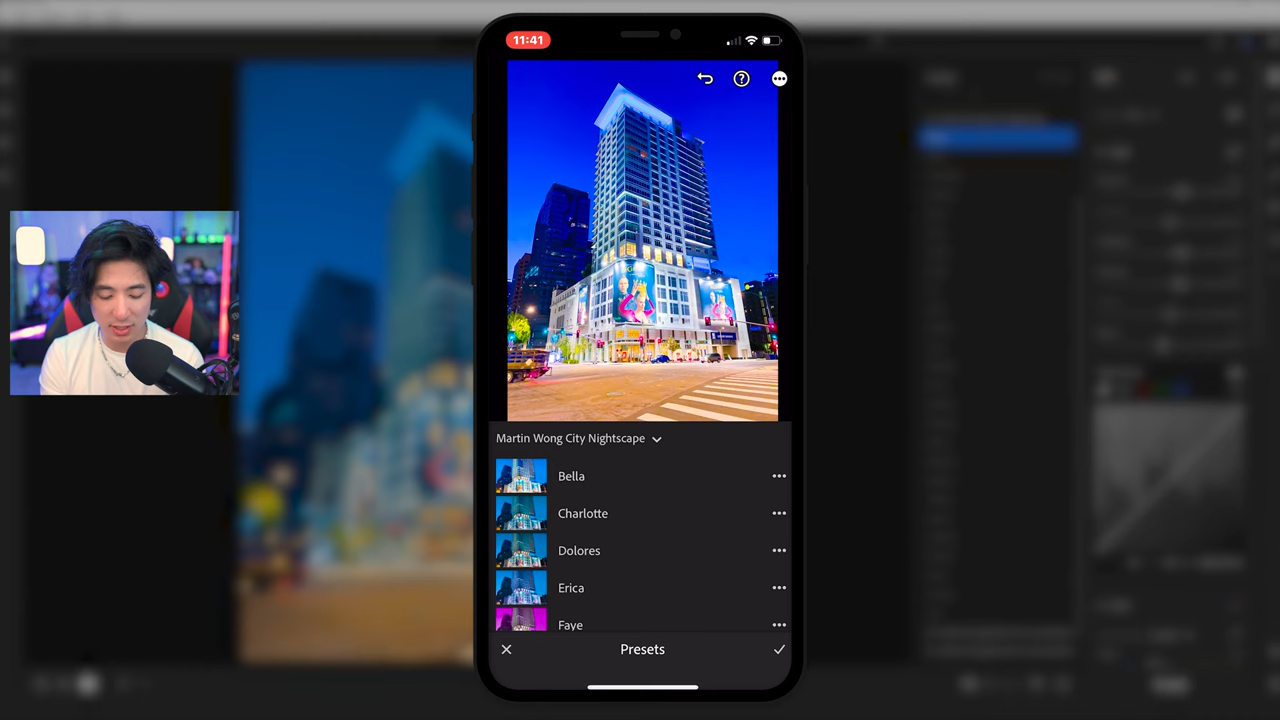 11:41
Martin Wong City Nightscape
Bella
Charlotte
Dolores
Erica
Faye
Presets